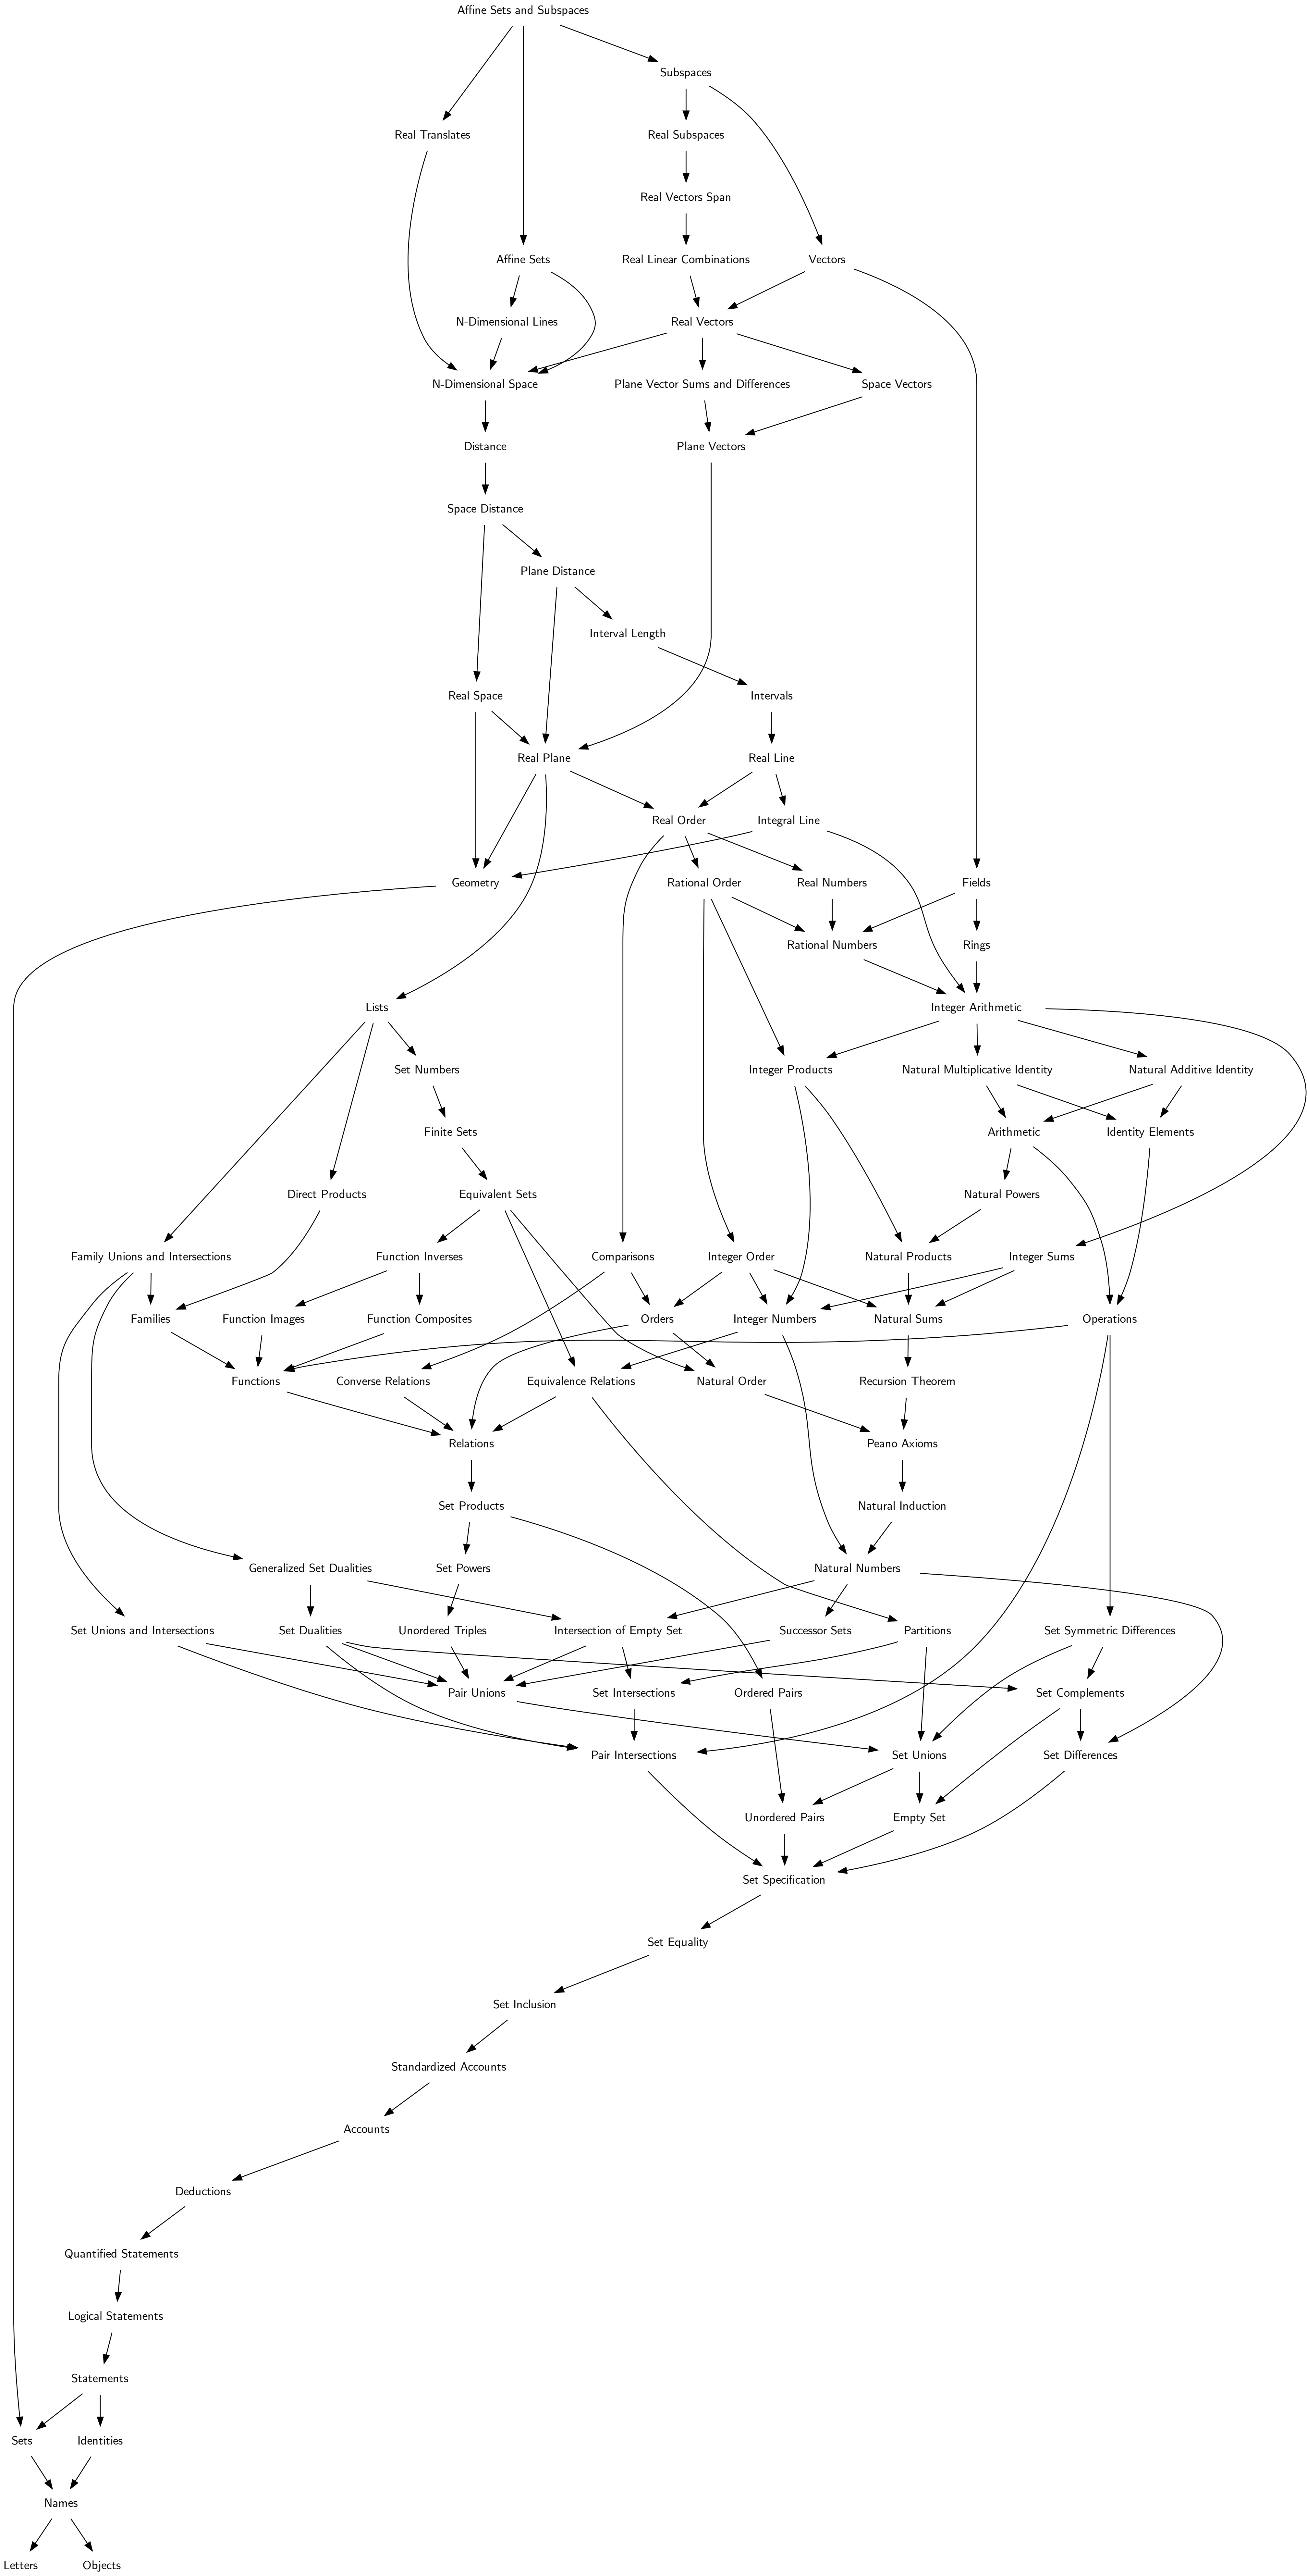 Affine Sets and Subspaces
Subspaces
Real Translates
Real Subspaces
Real Vectors Span
Affine Sets
Real Linear Combinations
Vectors
N-Dimensional Lines
Real Vectors
N-Dimensional Space
Plane Vector Sums and Differences
Space Vectors
Distance
Plane Vectors
Space Distance
Plane Distance
Interval Length
Real Space
Intervals
Real Plane
Real Line
Real Order
Integral Line
Geometry
Rational Order
Real Numbers
Fields
Rational Numbers
Rings
Lists
Integer Arithmetic
Set Numbers
Integer Products
Natural Multiplicative Identity
Natural Additive Identity
Finite Sets
Arithmetic
Identity Elements
Direct Products
Equivalent Sets
Natural Powers
Family Unions and Intersections
Function Inverses
Comparisons
Integer Order
Natural Products
Integer Sums
Families
Function Images
Function Composites
Orders
Integer Numbers
Natural Sums
Operations
Functions
Converse Relations
Equivalence Relations
Natural Order
Recursion Theorem
Relations
Peano Axioms
Set Products
Natural Induction
Generalized Set Dualities
Set Powers
Natural Numbers
Set Unions and Intersections
Set Dualities
Unordered Triples
Intersection of Empty Set
Successor Sets
Partitions
Set Symmetric Differences
Pair Unions
Set Intersections
Ordered Pairs
Set Complements
Pair Intersections
Set Unions
Set Differences
Unordered Pairs
Empty Set
Set Specification
Set Equality
Set Inclusion
Standardized Accounts
Accounts
Deductions
Quantified Statements
Logical Statements
Statements
Sets
Identities
Names
Letters
Objects